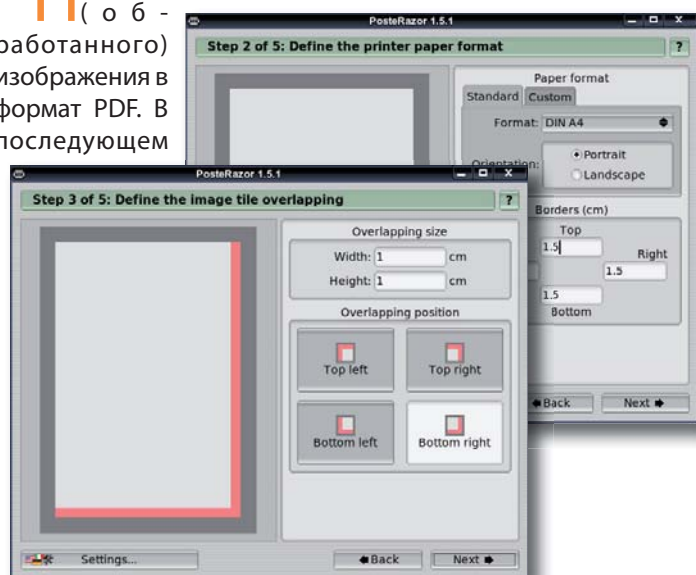 (об-
работанного)
изображения в
формат PDF. В
последующем
PosteRazor 1.5.1
Step 2 of 5: Define the printer paper format
?
Paper format
Standard Custom
Format: DIN A4
Orientation:
Portrait
Landscape
Borders (cm)
Top
1.5
Right
1.5
1.5
Bottom
Back Next
PosteRazor 1.5.1
Step 3 of 5: Define the image tile overlapping
?
Overlapping size
Width: 1 cm
Height: 1 cm
Overlapping position
Top left Top right
Bottom left Bottom right
Settings...
Back Next